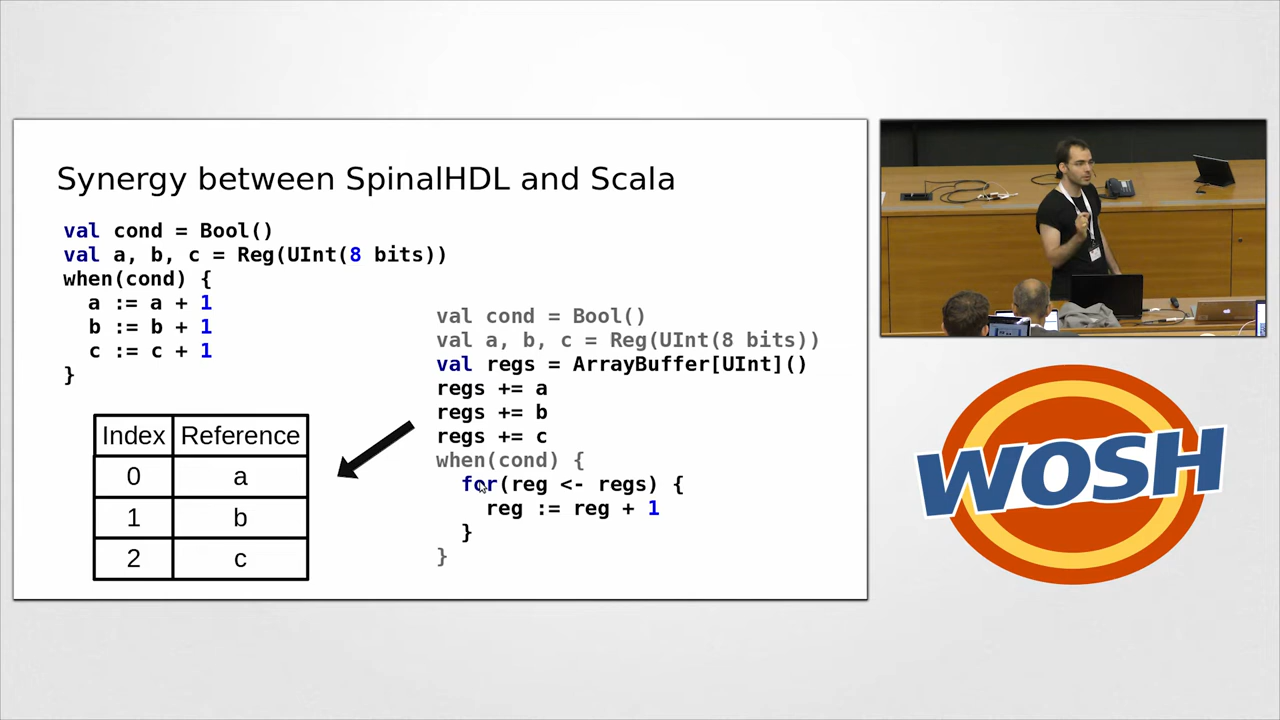 Synergy between SpinalHDL and Scala
val cond = Bool()
val a, b, c = Reg(UInt(8 bits))
when(cond) {
a := a + 1
b := b + 1
c := c + 1
}
val cond = Bool()
val a, b, c = Reg(UInt(8 bits))
val regs = ArrayBuffer[UInt]()
regs += a
regs += b
regs += c
when(cond) {
for(reg <- regs) {
reg := reg + 1
}
}
Index Reference
0 a
1 b
2 c
WOSH